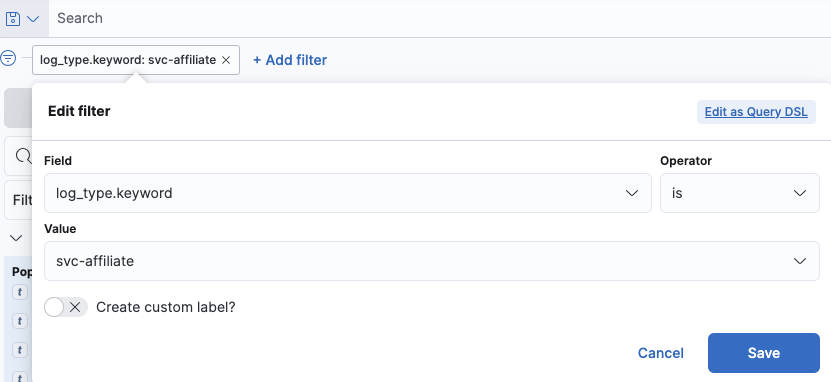 Search
log_type.keyword: svc-affiliate ×
+ Add filter
Edit filter
Edit as Query DSL
Field
Operator
log_type.keyword
is
Value
svc-affiliate
Create custom label?
Cancel
Save
Filt
Pop
t
t
t
t